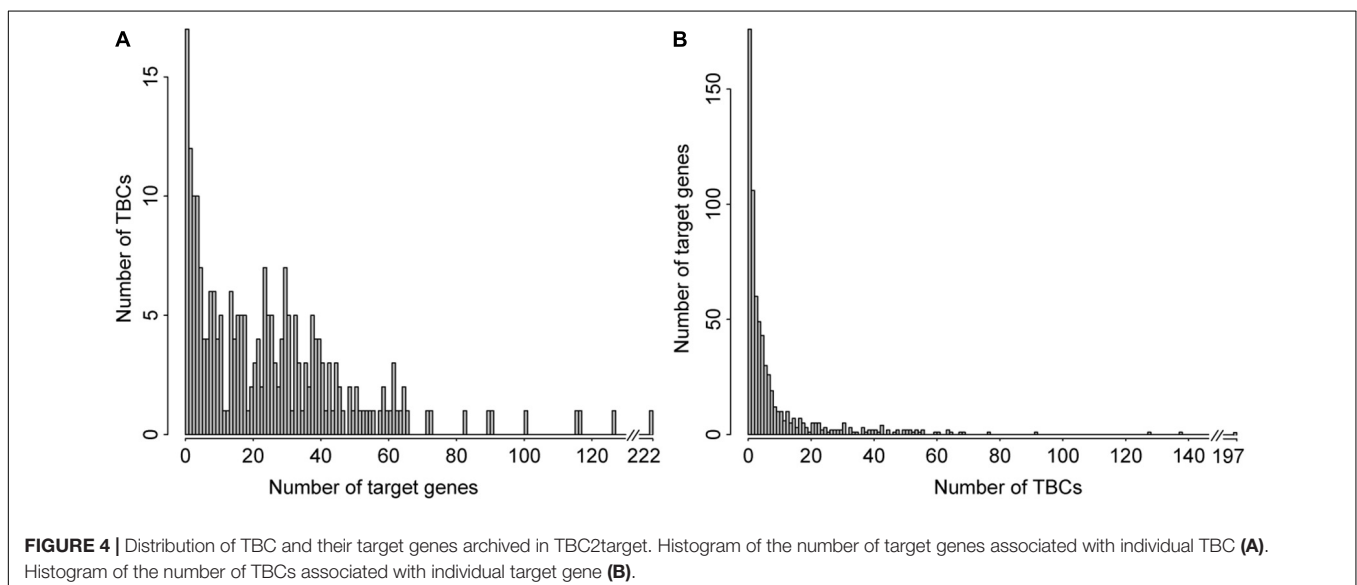 A
B
15
10
5
0
Number of TBCs
0 20 40 60 80 100 120 222
Number of target genes
150
100
50
0
Number of target genes
0 20 40 60 80 100 120 140 197
Number of TBCs
FIGURE 4 | Distribution of TBC and their target genes archived in TBC2target. Histogram of the number of target genes associated with individual TBC (A).
Histogram of the number of TBCs associated with individual target gene (B).